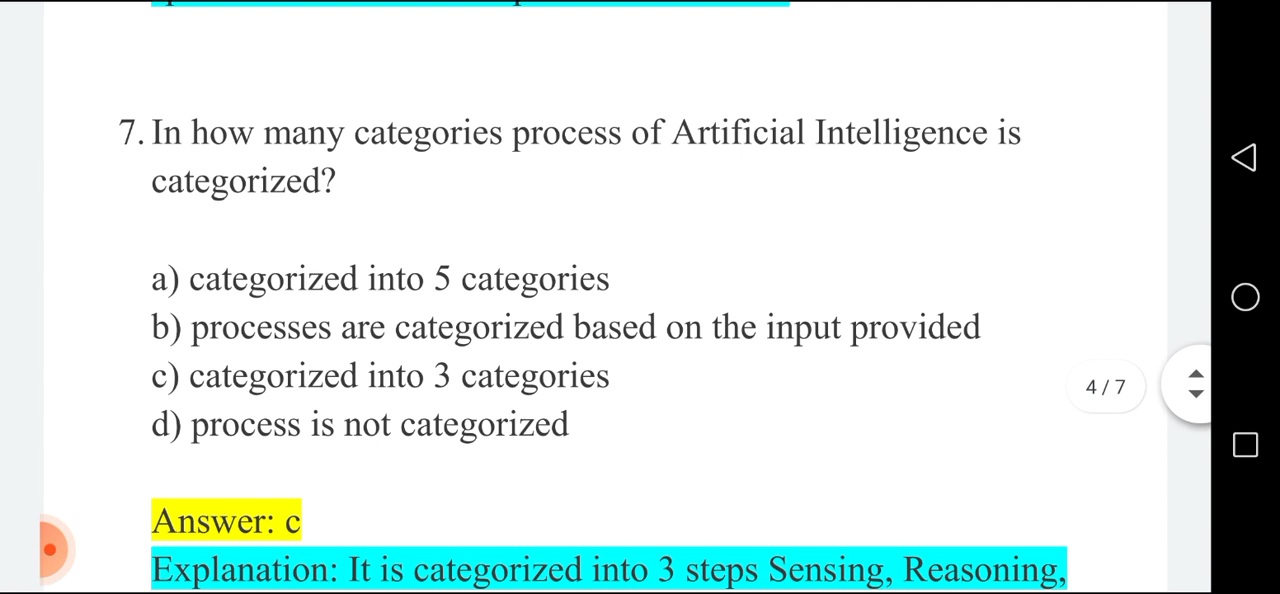 7. In how many categories process of Artificial Intelligence is
categorized?
a) categorized into 5 categories
b) processes are categorized based on the input provided
c) categorized into 3 categories
d) process is not categorized
4 / 7
Answer: c
Explanation: It is categorized into 3 steps Sensing, Reasoning,